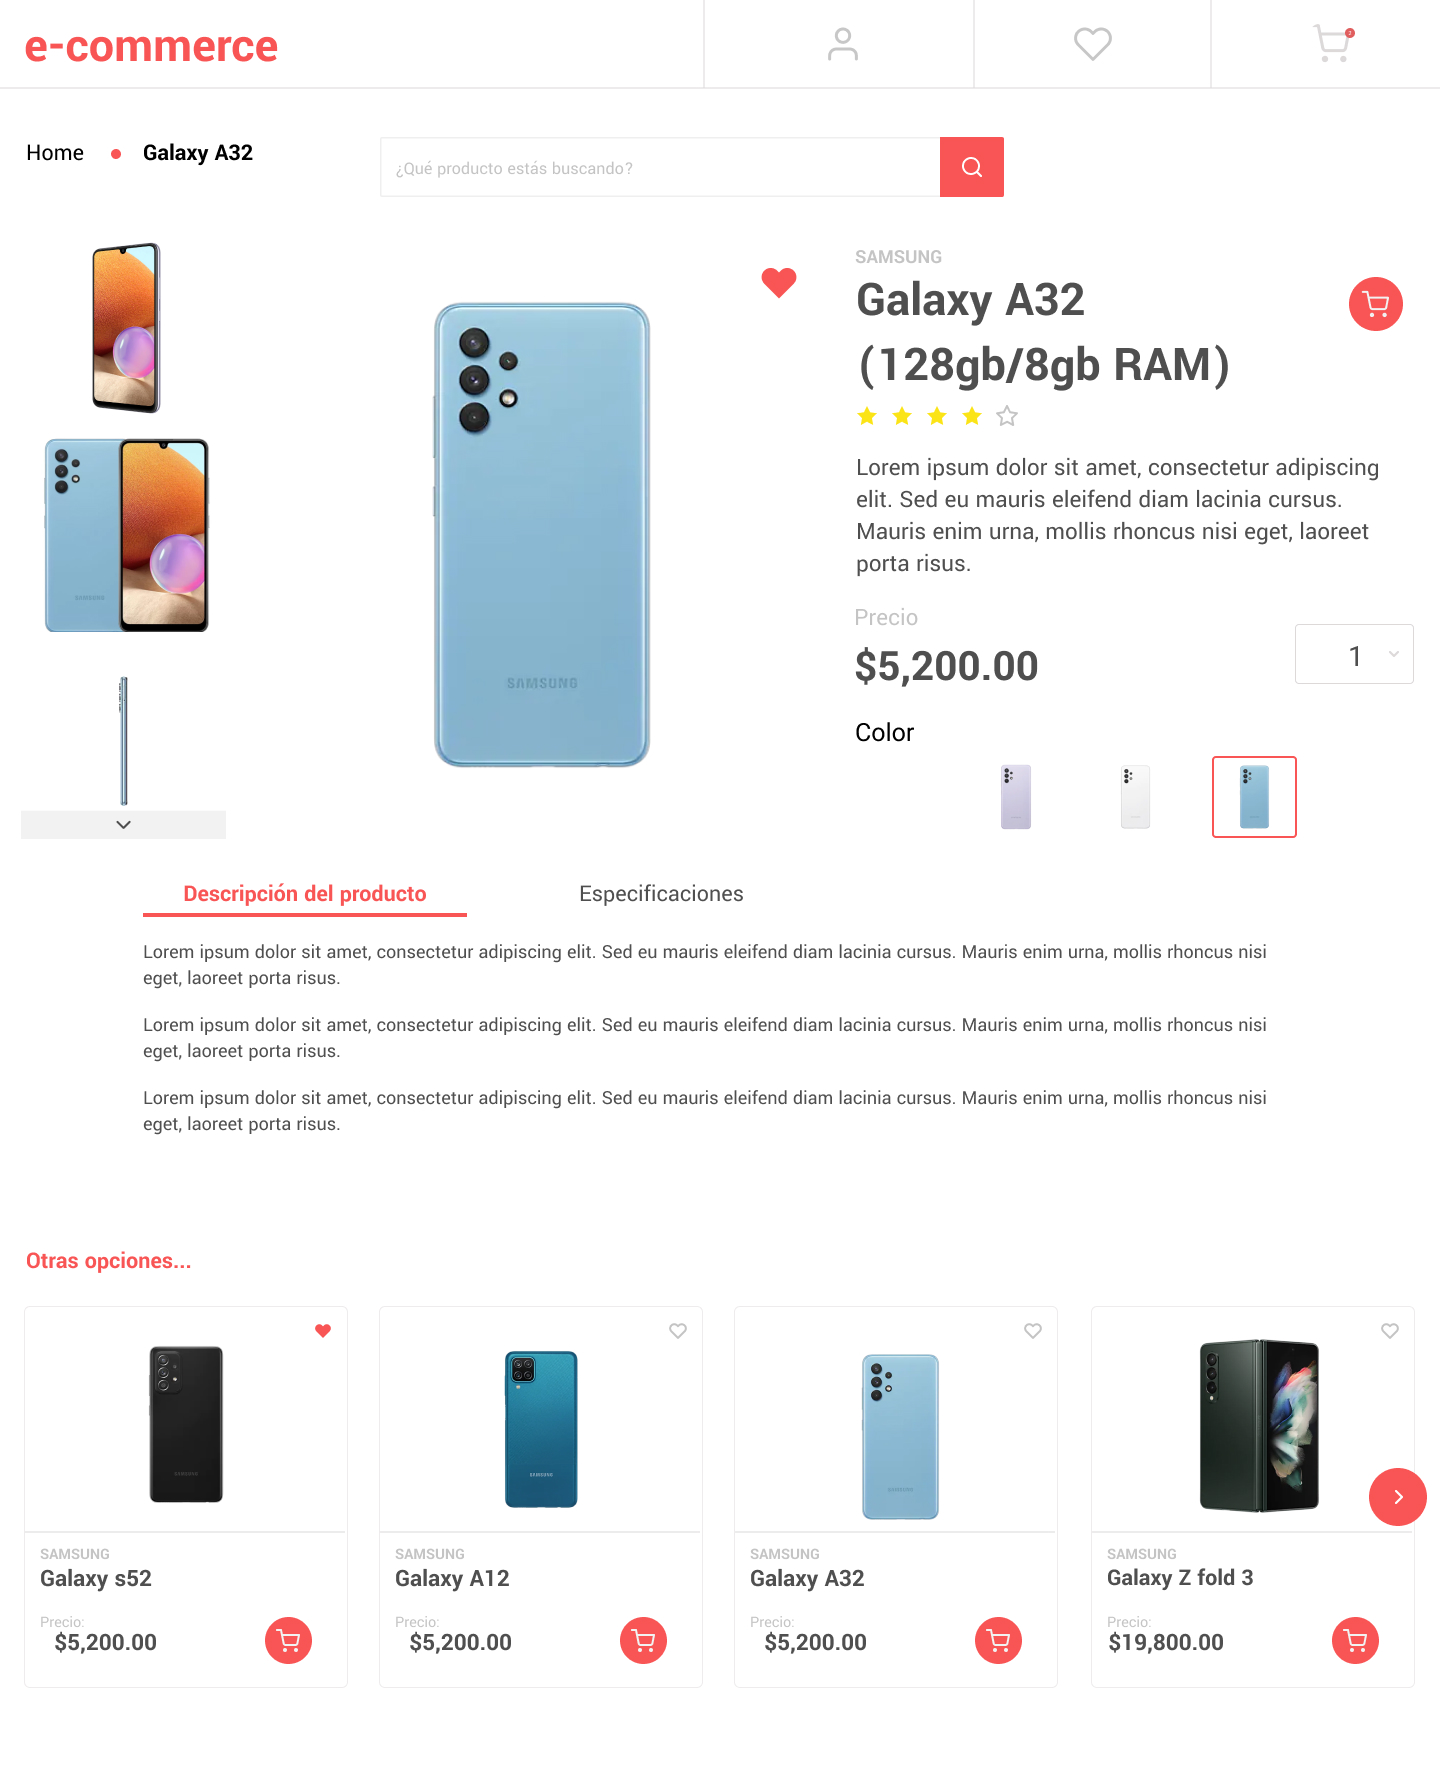 e-commerce
Home
Galaxy A32
¿Qué producto estás buscando?
SAMSUNG
Galaxy A32
(128gb/8gb RAM)
Lorem ipsum dolor sit amet, consectetur adipiscing
elit. Sed eu mauris eleifend diam lacinia cursus.
Mauris enim urna, mollis rhoncus nisi eget, laoreet
porta risus.
SAMSUNG
SAMSUNG
Precio
$5,200.00
1
Color
Descripción del producto
Especificaciones
Lorem ipsum dolor sit amet, consectetur adipiscing elit. Sed eu mauris eleifend diam lacinia cursus. Mauris enim urna, mollis rhoncus nisi
eget, laoreet porta risus.
Lorem ipsum dolor sit amet, consectetur adipiscing elit. Sed eu mauris eleifend diam lacinia cursus. Mauris enim urna, mollis rhoncus nisi
eget, laoreet porta risus.
Lorem ipsum dolor sit amet, consectetur adipiscing elit. Sed eu mauris eleifend diam lacinia cursus. Mauris enim urna, mollis rhoncus nisi
eget, laoreet porta risus.
Otras opciones...
SAMSUNG
SAMSUNG
SAMSUNG
SAMSUNG
Galaxy s52
Precio:
$5,200.00
SAMSUNG
Galaxy A12
Precio:
$5,200.00
SAMSUNG
Galaxy A32
Precio:
$5,200.00
SAMSUNG
Galaxy Z fold 3
Precio:
$19,800.00